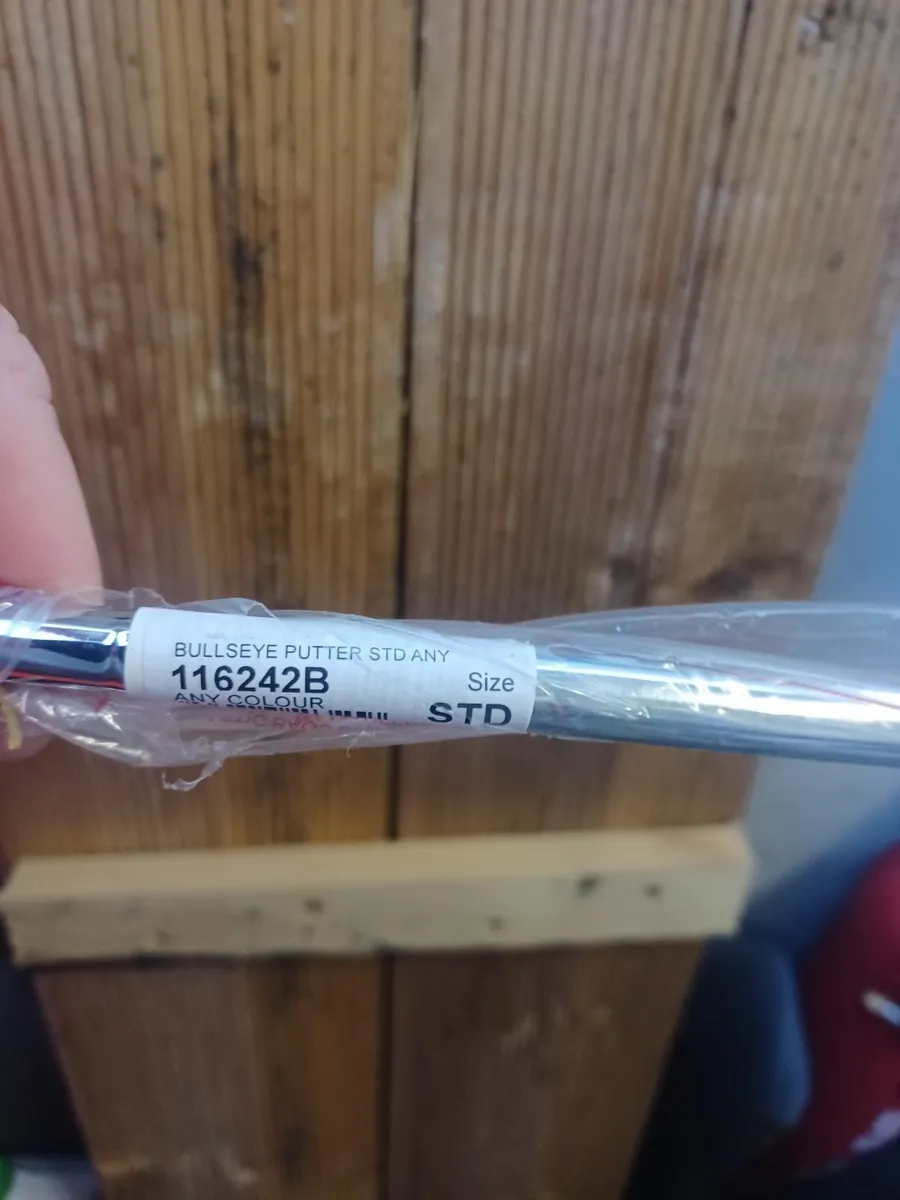 BULLSEYE PUTTER STD ANY
116242B
Size
ANY COLOUR
STD